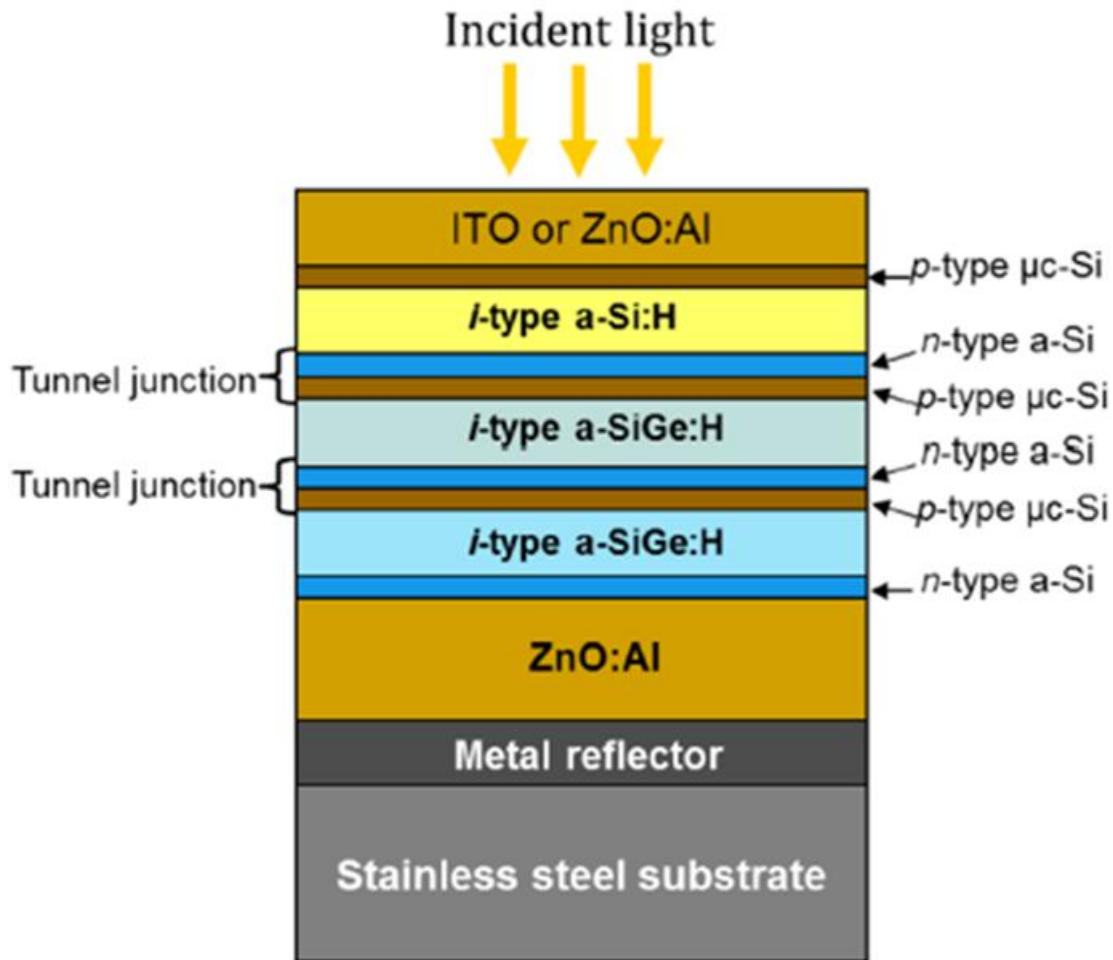 Incident light
ITO or ZnO:Al
p-type µc-Si
i-type a-Si:H
n-type a-Si
Tunnel junction
p-type µc-Si
i-type a-SiGe:H
n-type a-Si
Tunnel junction
p-type µc-Si
i-type a-SiGe:H
n-type a-Si
ZnO:Al
Metal reflector
Stainless steel substrate